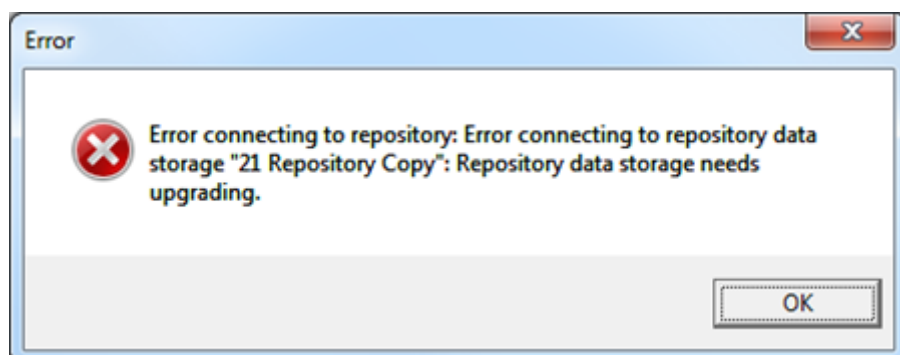 Error
Error connecting to repository: Error connecting to repository data
storage "21 Repository Copy": Repository data storage needs
upgrading.
OK